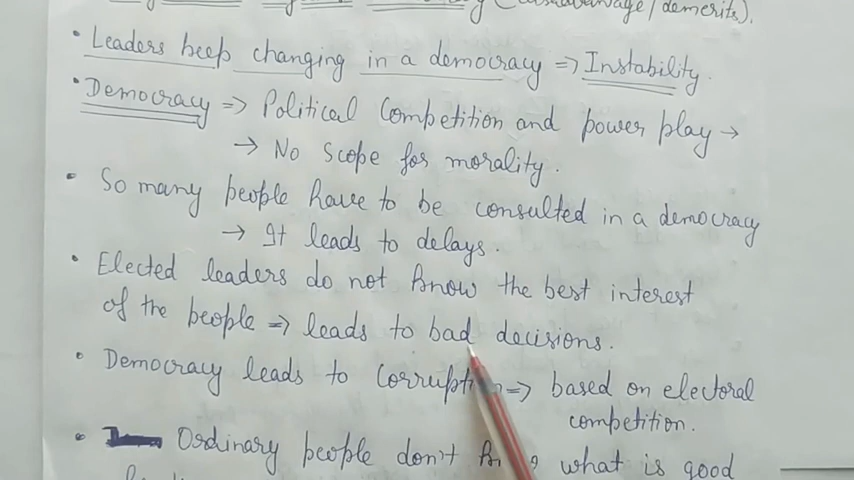 (disadvantage/demerits).
• Leaders keep changing in a democracy => Instability.
• Democracy => Political Competition and power play →
→ No scope for morality.
• So many people have to be consulted in a democracy
→ It leads to delays.
• Elected leaders do not know the best interest
of the people => leads to bad decisions.
• Democracy leads to Corruption => based on electoral
competition.
• Ordinary people don't what is good